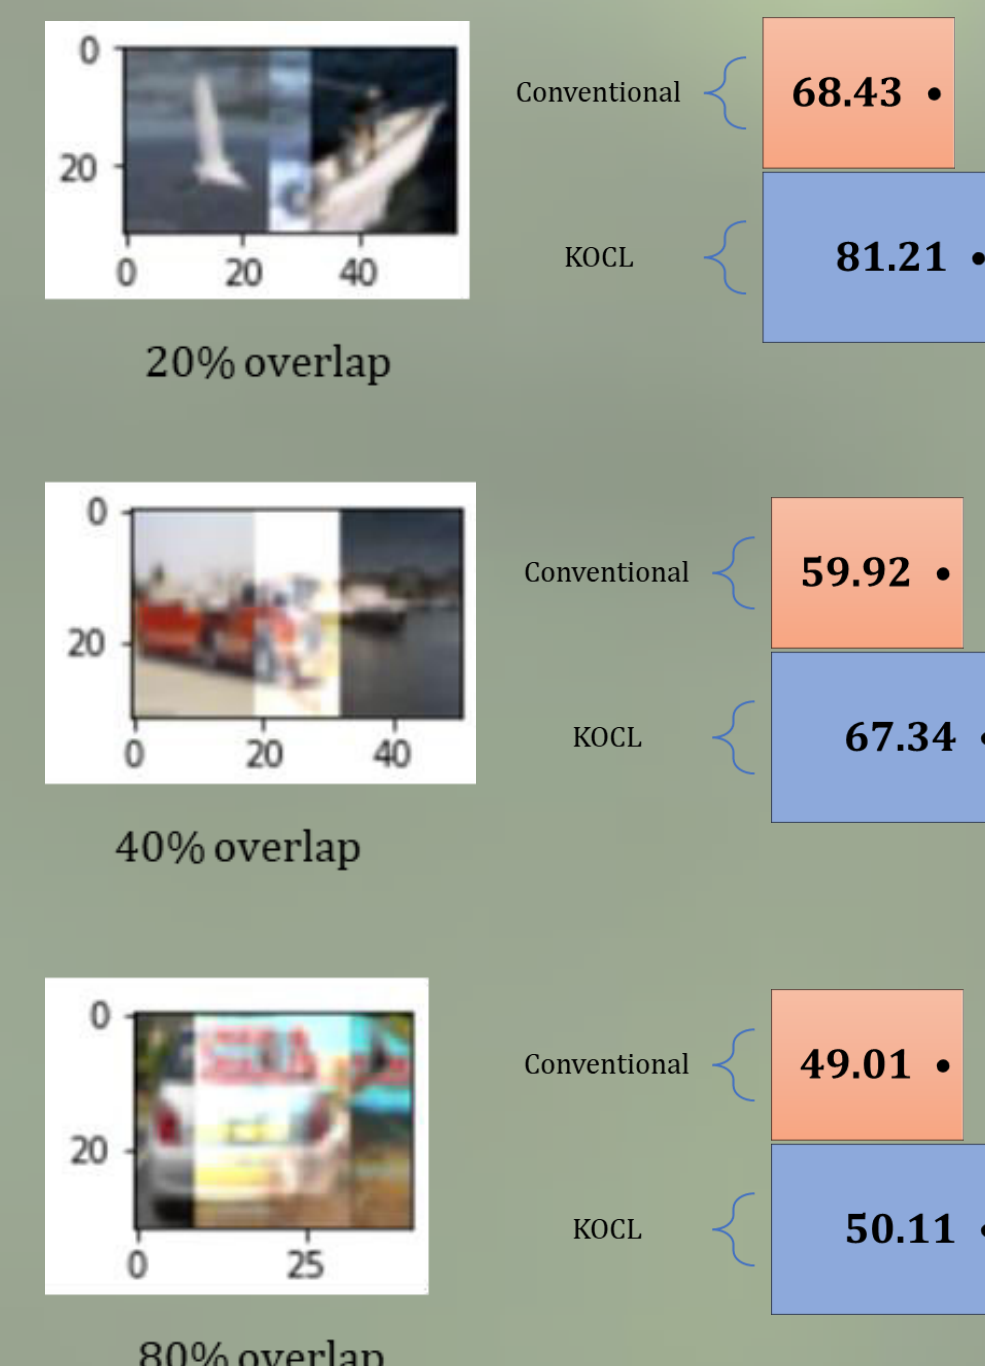 0
20
0 20 40
20% overlap
Conventional 68.43 •
KOCL 81.21 •
0
20
0 20 40
40% overlap
Conventional 59.92 •
KOCL 67.34 •
0
20
0 25
80% overlap
Conventional 49.01 •
KOCL 50.11 •